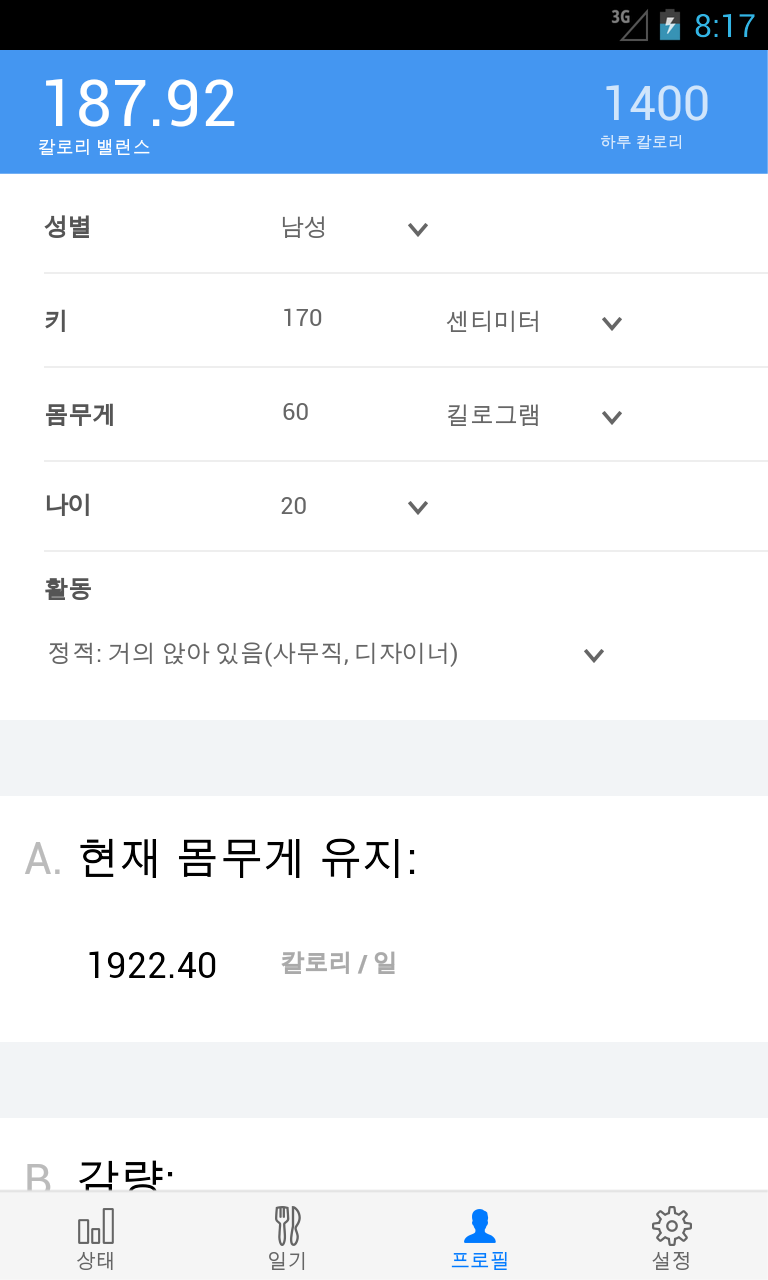 3G 8:17
187.92 1400
칼로리 밸런스 하루 칼로리
성별 남성
키 170 센티미터
몸무게 60 킬로그램
나이 20
활동
정적: 거의 앉아 있음(사무직, 디자이너)
A. 현재 몸무게 유지:
1922.40 칼로리 / 일
B. 감량:
상태 일기 프로필 설정